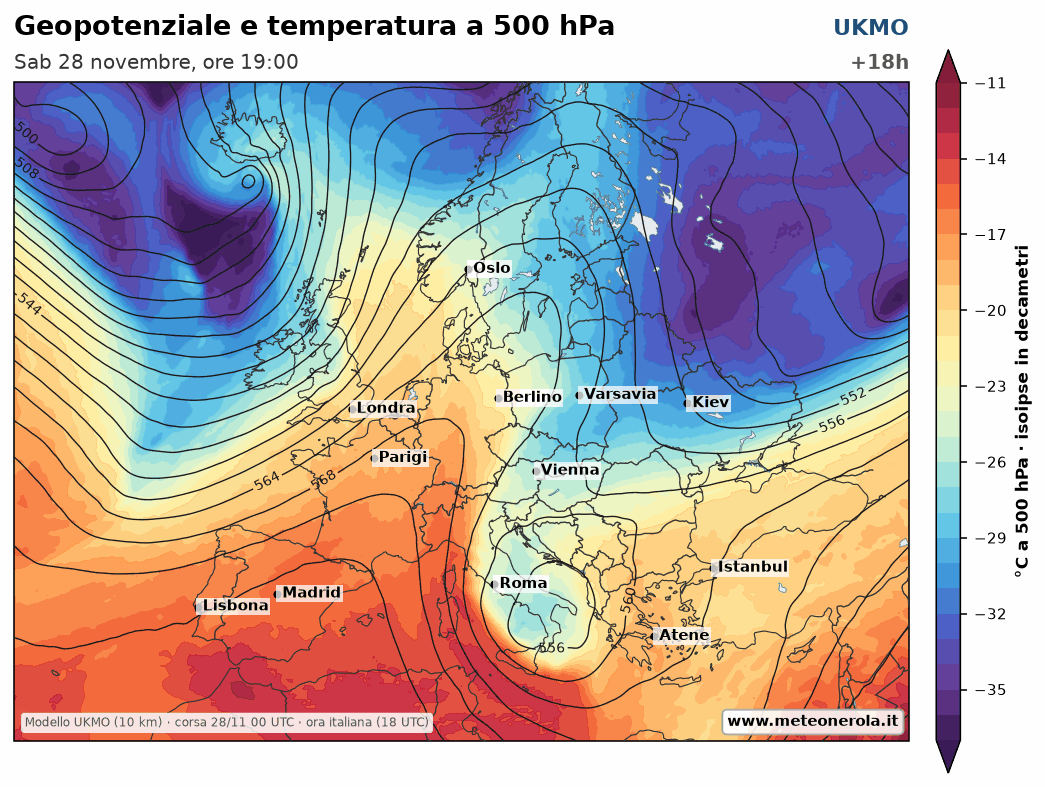 Geopotenziale e temperatura a 500 hPa
UKMO
Sab 28 novembre, ore 19:00
+18h
500
508
544
564
568
552
556
560
556
Oslo
Berlino
Varsavia
Kiev
Londra
Parigi
Vienna
Roma
Istanbul
Madrid
Lisbona
Atene
−11
−14
−17
−20
−23
−26
−29
−32
−35
°C a 500 hPa · isoipse in decametri
Modello UKMO (10 km) · corsa 28/11 00 UTC · ora italiana (18 UTC)
www.meteonerola.it